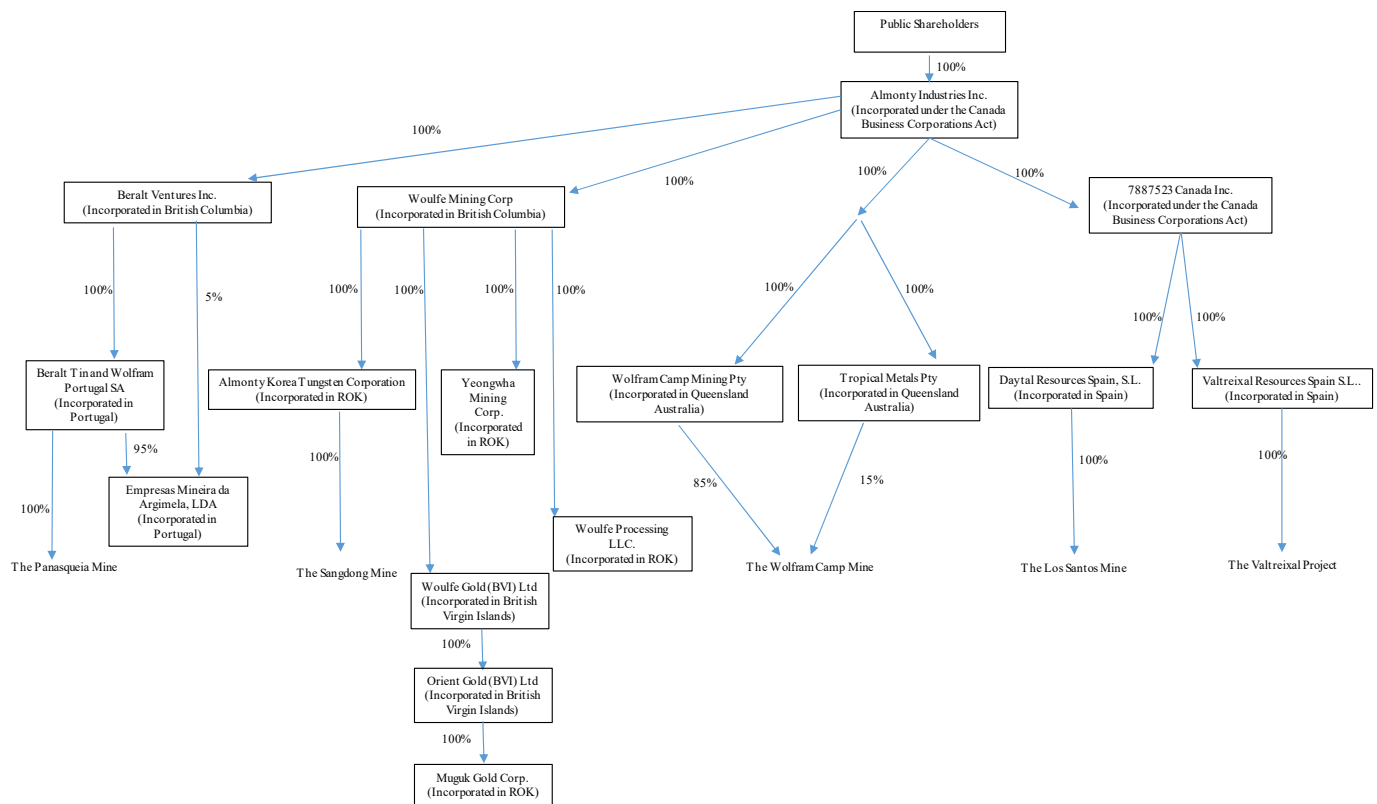 Public Shareholders
100%
Almonty Industries Inc.
(Incorporated under the Canada
Business Corporations Act)
100%
100%
100%
100%
Beralt Ventures Inc.
(Incorporated in British Columbia)
Woulfe Mining Corp
(Incorporated in British Columbia)
7887523 Canada Inc.
(Incorporated under the Canada
Business Corporations Act)
100%
5%
100%
100%
100%
100%
100%
100%
100%
100%
Beralt Tin and Wolfram
Portugal SA
(Incorporated in
Portugal)
Almonty Korea Tungsten Corporation
(Incorporated in ROK)
Yeongwha
Mining
Corp.
(Incorporated
in ROK)
Wolfram Camp Mining Pty
(Incorporated in Queensland
Australia)
Tropical Metals Pty
(Incorporated in Queensland
Australia)
Daytal Resources Spain, S.L.
(Incorporated in Spain)
Valtreixal Resources Spain S.L..
(Incorporated in Spain)
95%
100%
100%
85%
15%
100%
100%
Empresas Mineira da
Argimela, LDA
(Incorporated in
Portugal)
Woulfe Processing
LLC.
(Incorporated in ROK)
The Panasqueia Mine
The Sangdong Mine
The Wolfram Camp Mine
The Los Santos Mine
The Valtreixal Project
Woulfe Gold (BVI) Ltd
(Incorporated in British
Virgin Islands)
100%
Orient Gold (BVI) Ltd
(Incorporated in British
Virgin Islands)
100%
Muguk Gold Corp.
(Incorporated in ROK)